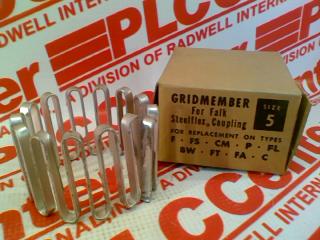 GRIDMEMBER
For Falk
Steelflex Coupling
SIZE
5
FOR REPLACEMENT ON TYPES
F · FS · CM · P · FL
BW · FT · FA · C
RADWELL INTERNATIONAL
PLC
A DIVISION OF RADWELL INTERNATIONAL
PLCCenter